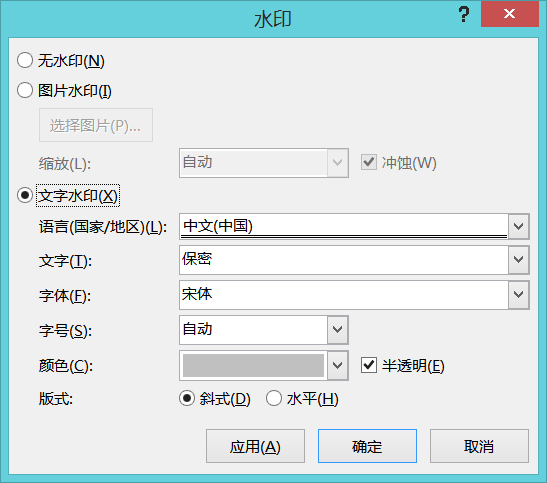 水印
无水印(N)
图片水印(I)
选择图片(P)...
缩放(L): 自动 冲蚀(W)
文字水印(X)
语言(国家/地区)(L): 中文(中国)
文字(T): 保密
字体(F): 宋体
字号(S): 自动
颜色(C): 半透明(E)
版式: 斜式(D) 水平(H)
应用(A) 确定 取消